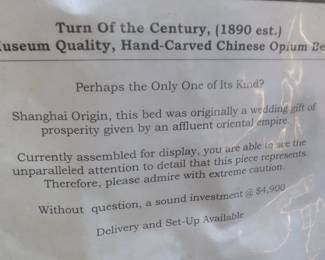 Turn Of the Century, (1890 est.)
Museum Quality, Hand-Carved Chinese Opium Be
Perhaps the Only One of Its Kind?
Shanghai Origin, this bed was originally a wedding gift of
prosperity given by an affluent oriental empire.
Currently assembled for display, you are able to see the
unparalleled attention to detail that this piece represents.
Therefore, please admire with extreme caution.
Without question, a sound investment @ $4,900
Delivery and Set-Up Available